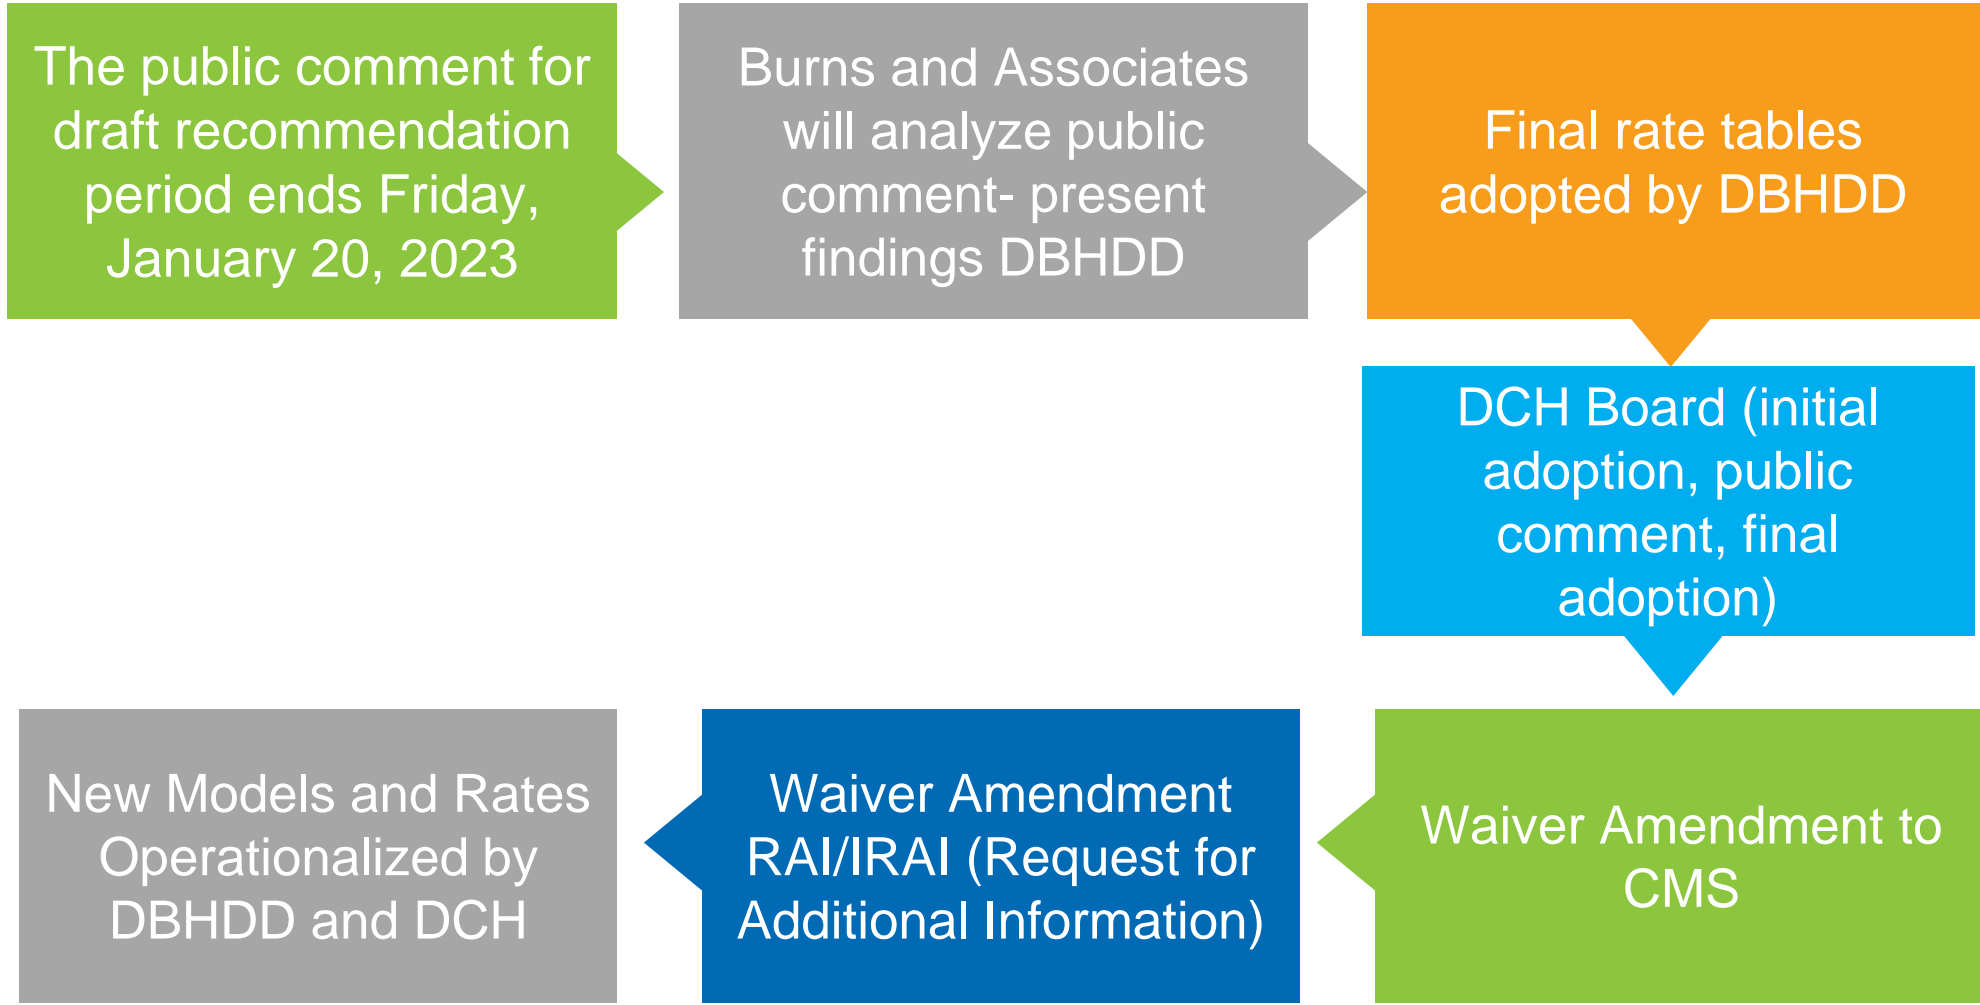 The public comment for
draft recommendation
period ends Friday,
January 20, 2023
Burns and Associates
will analyze public
comment- present
findings DBHDD
Final rate tables
adopted by DBHDD
DCH Board (initial
adoption, public
comment, final
adoption)
Waiver Amendment to
CMS
Waiver Amendment
RAI/IRAI (Request for
Additional Information)
New Models and Rates
Operationalized by
DBHDD and DCH